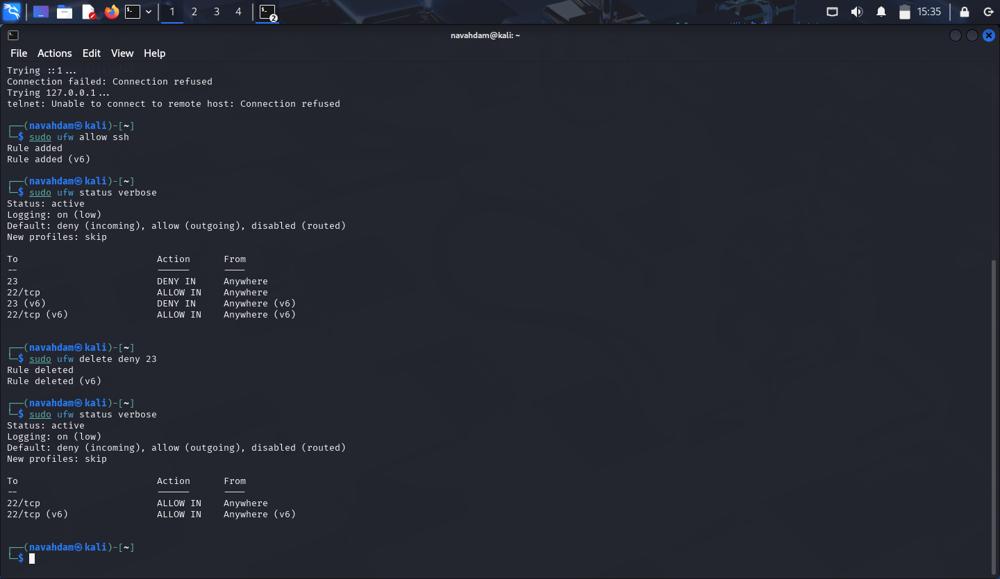 1 2 3 4 2 15:35
navahdam@kali: ~
File Actions Edit View Help
Trying ::1...
Connection failed: Connection refused
Trying 127.0.0.1...
telnet: Unable to connect to remote host: Connection refused
┌──(navahdam㉿kali)-[~]
└─$ sudo ufw allow ssh
Rule added
Rule added (v6)
┌──(navahdam㉿kali)-[~]
└─$ sudo ufw status verbose
Status: active
Logging: on (low)
Default: deny (incoming), allow (outgoing), disabled (routed)
New profiles: skip
To Action From
-- ------ ----
23 DENY IN Anywhere
22/tcp ALLOW IN Anywhere
23 (v6) DENY IN Anywhere (v6)
22/tcp (v6) ALLOW IN Anywhere (v6)
┌──(navahdam㉿kali)-[~]
└─$ sudo ufw delete deny 23
Rule deleted
Rule deleted (v6)
┌──(navahdam㉿kali)-[~]
└─$ sudo ufw status verbose
Status: active
Logging: on (low)
Default: deny (incoming), allow (outgoing), disabled (routed)
New profiles: skip
To Action From
-- ------ ----
22/tcp ALLOW IN Anywhere
22/tcp (v6) ALLOW IN Anywhere (v6)
┌──(navahdam㉿kali)-[~]
└─$